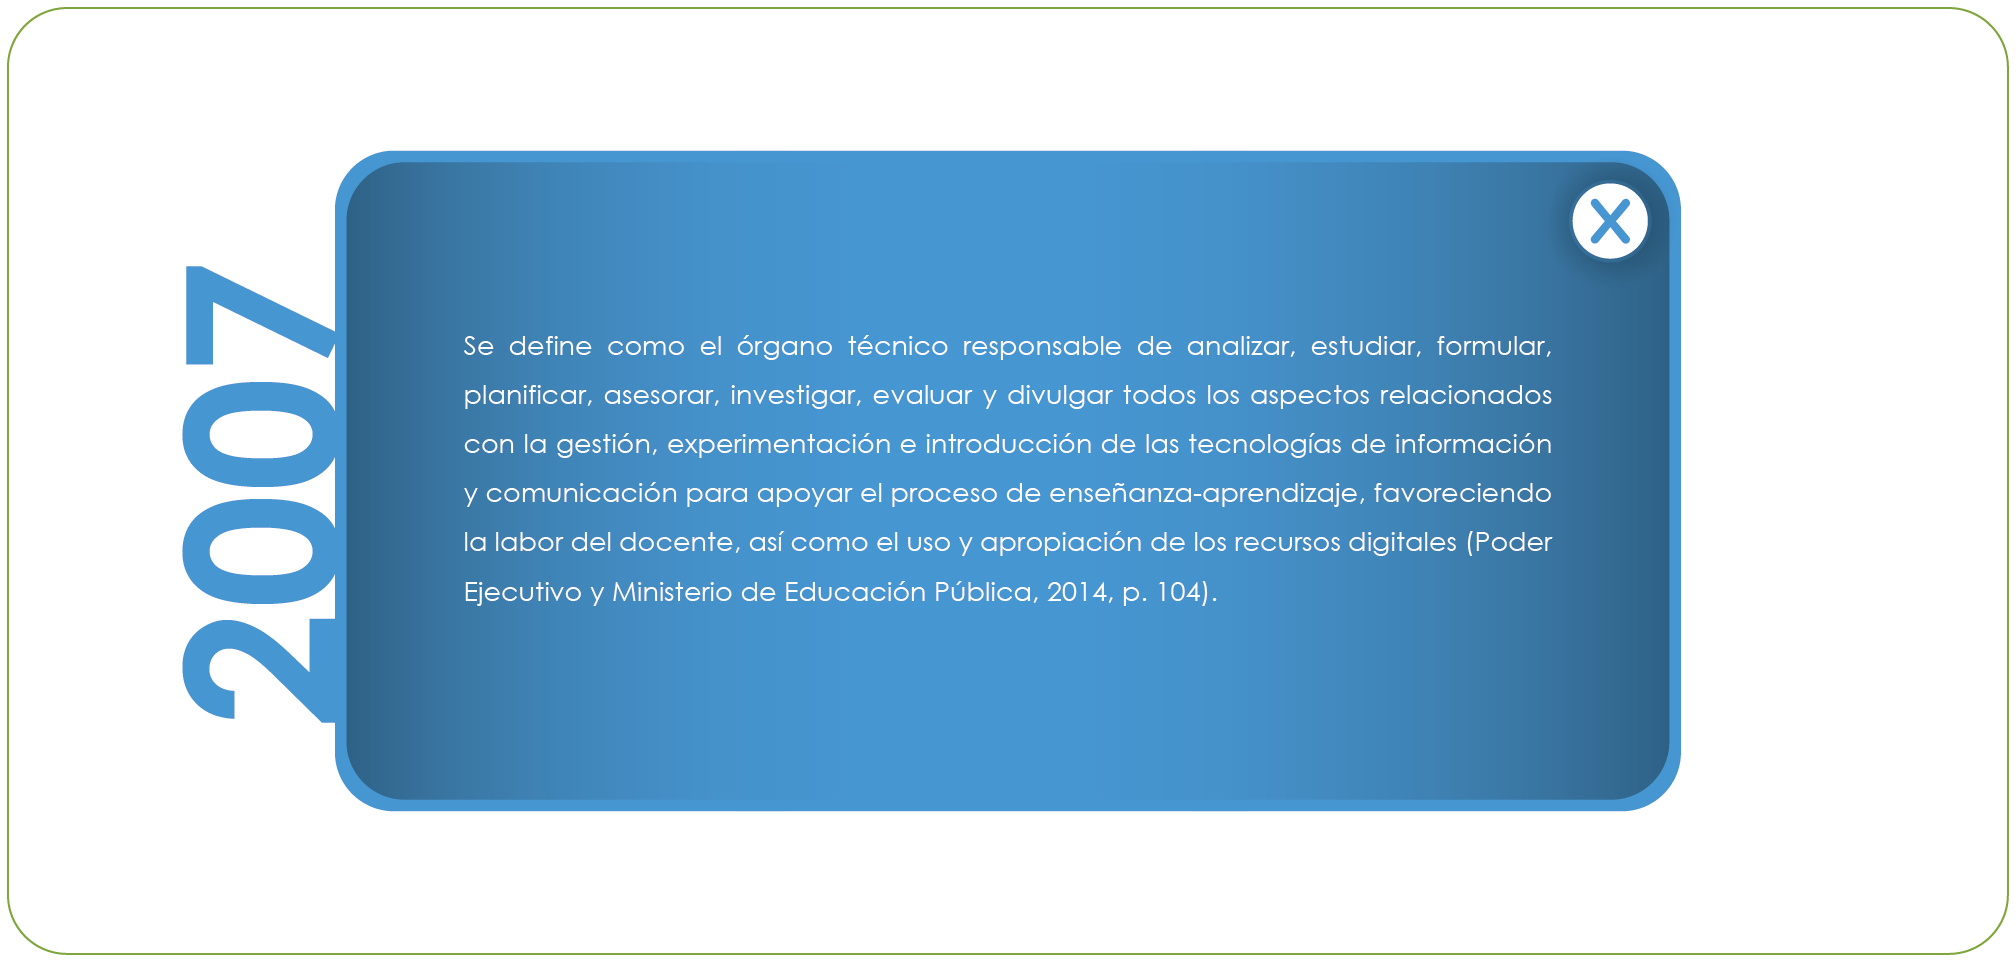 2007
X
Se define como el órgano técnico responsable de analizar, estudiar, formular,
planificar, asesorar, investigar, evaluar y divulgar todos los aspectos relacionados
con la gestión, experimentación e introducción de las tecnologías de información
y comunicación para apoyar el proceso de enseñanza-aprendizaje, favoreciendo
la labor del docente, así como el uso y apropiación de los recursos digitales (Poder
Ejecutivo y Ministerio de Educación Pública, 2014, p. 104).